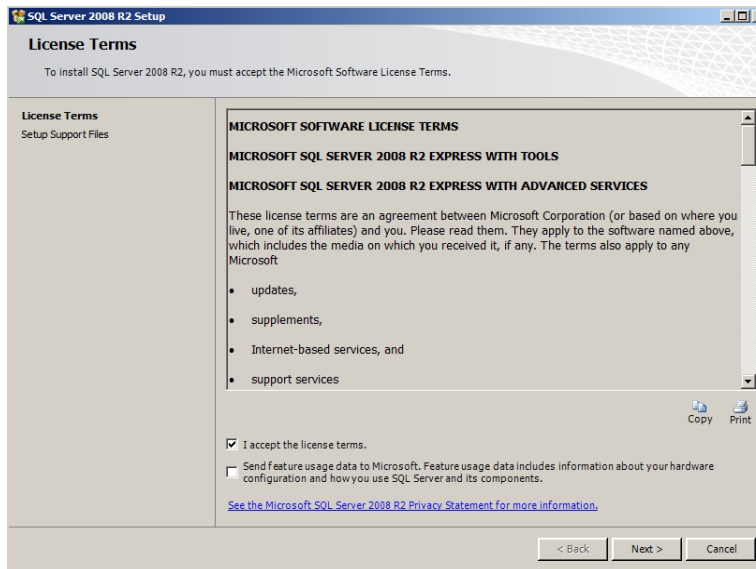 SQL Server 2008 R2 Setup
License Terms
To install SQL Server 2008 R2, you must accept the Microsoft Software License Terms.
License Terms
Setup Support Files
MICROSOFT SOFTWARE LICENSE TERMS
MICROSOFT SQL SERVER 2008 R2 EXPRESS WITH TOOLS
MICROSOFT SQL SERVER 2008 R2 EXPRESS WITH ADVANCED SERVICES
These license terms are an agreement between Microsoft Corporation (or based on where you
live, one of its affiliates) and you. Please read them. They apply to the software named above,
which includes the media on which you received it, if any. The terms also apply to any
Microsoft
• updates,
• supplements,
• Internet-based services, and
• support services
Copy Print
I accept the license terms.
Send feature usage data to Microsoft. Feature usage data includes information about your hardware
configuration and how you use SQL Server and its components.
See the Microsoft SQL Server 2008 R2 Privacy Statement for more information.
< Back Next > Cancel